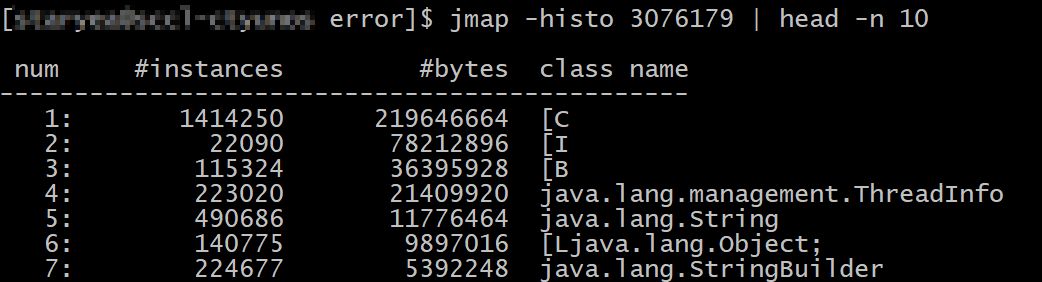 [ error]$ jmap -histo 3076179 | head -n 10
num #instances #bytes class name
----------------------------------------------
1: 1414250 219646664 [C
2: 22090 78212896 [I
3: 115324 36395928 [B
4: 223020 21409920 java.lang.management.ThreadInfo
5: 490686 11776464 java.lang.String
6: 140775 9897016 [Ljava.lang.Object;
7: 224677 5392248 java.lang.StringBuilder